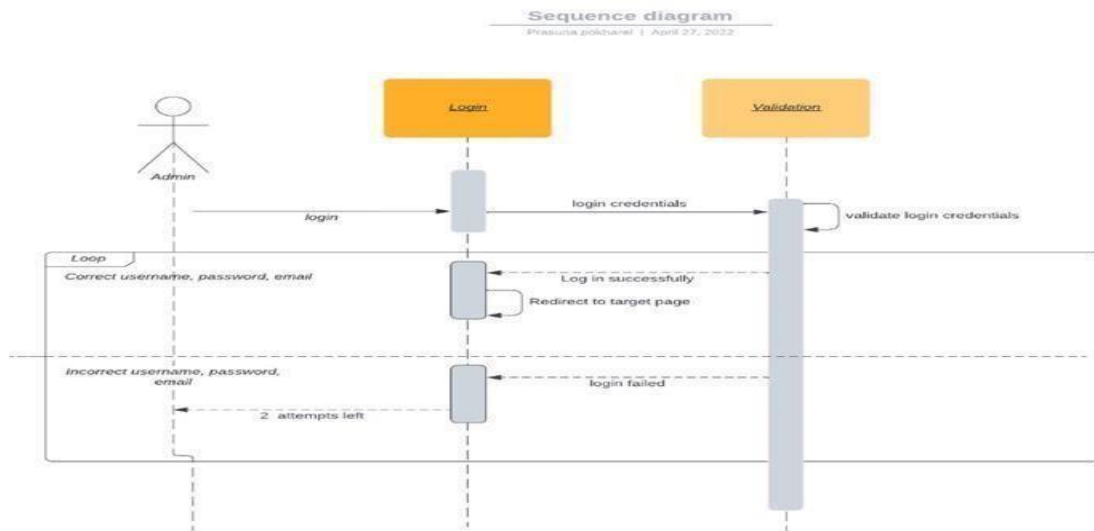 Sequence diagram
Prasuna pokharel | April 27, 2022
Login
Validation
Admin
login
login credentials
validate login credentials
Loop
Correct username, password, email
Log in successfully
Redirect to target page
Incorrect username, password,
email
login failed
2 attempts left